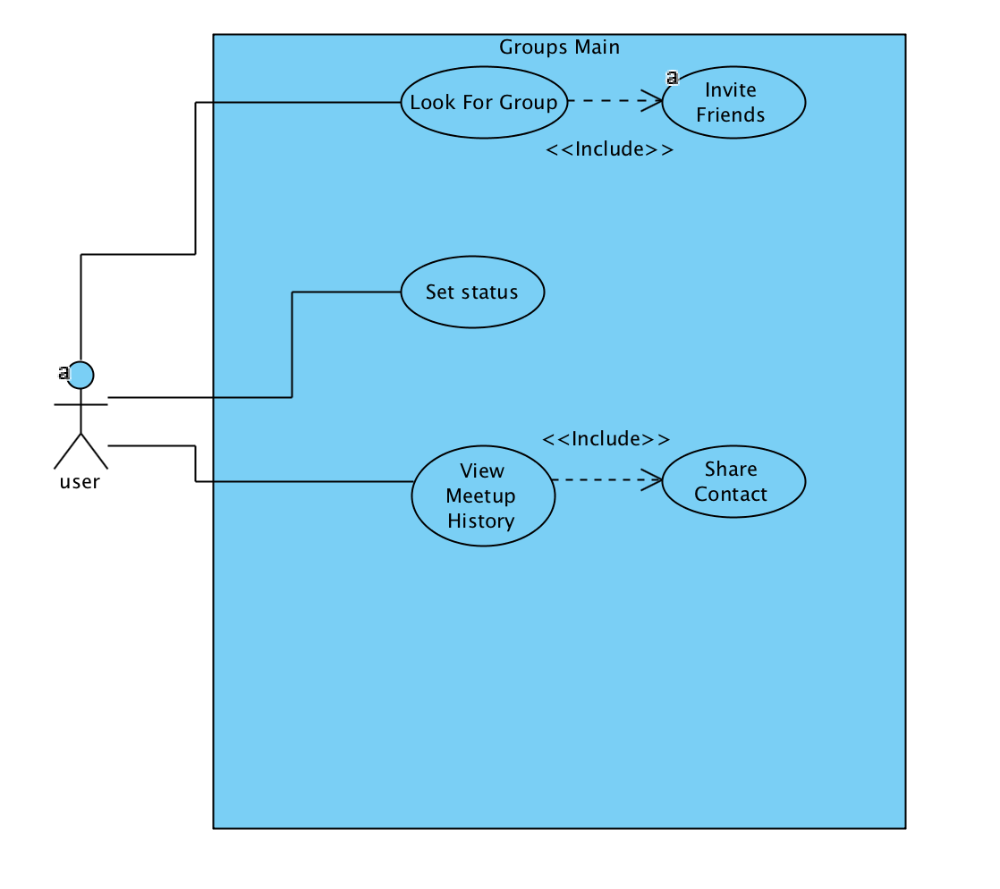 Groups Main
a
Look For Group
Invite
Friends
<<Include>>
Set status
a
user
<<Include>>
View
Meetup
History
Share
Contact